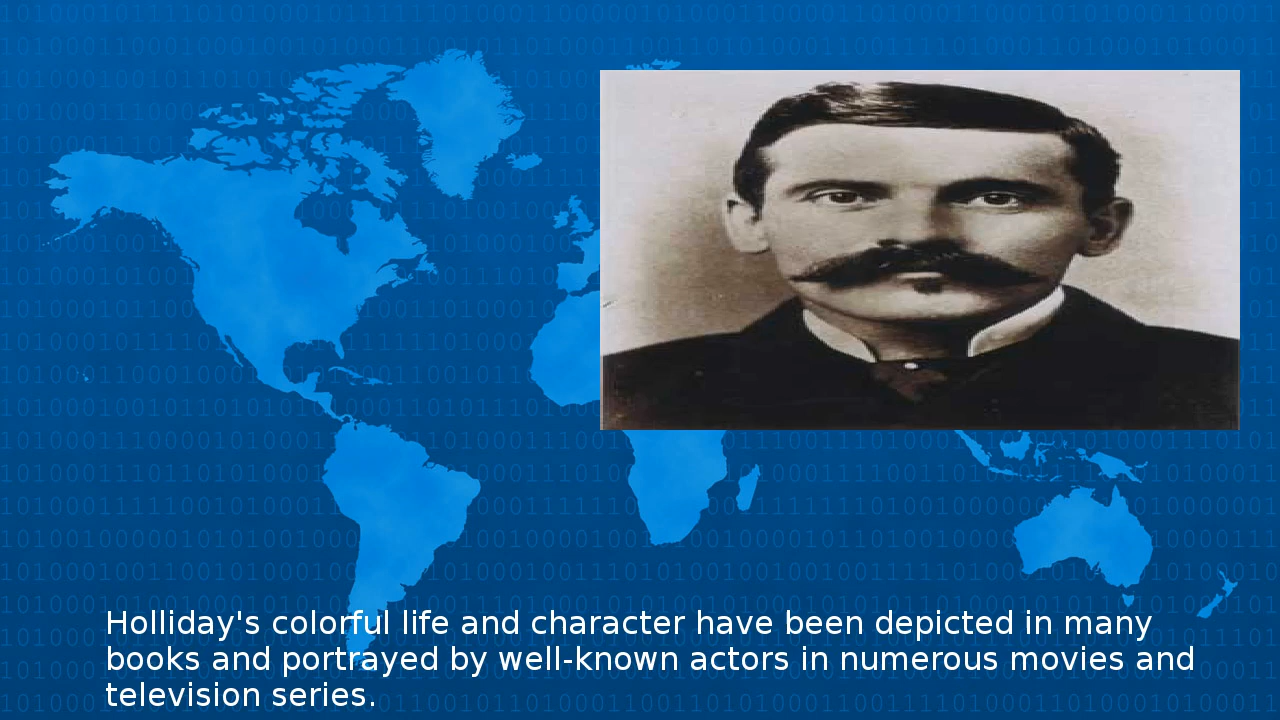 Holliday's colorful life and character have been depicted in many
books and portrayed by well-known actors in numerous movies and
television series.